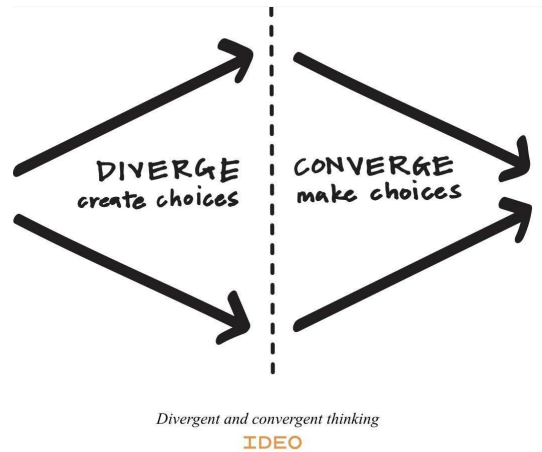 DIVERGE
create choices
CONVERGE
make choices
Divergent and convergent thinking
IDEO